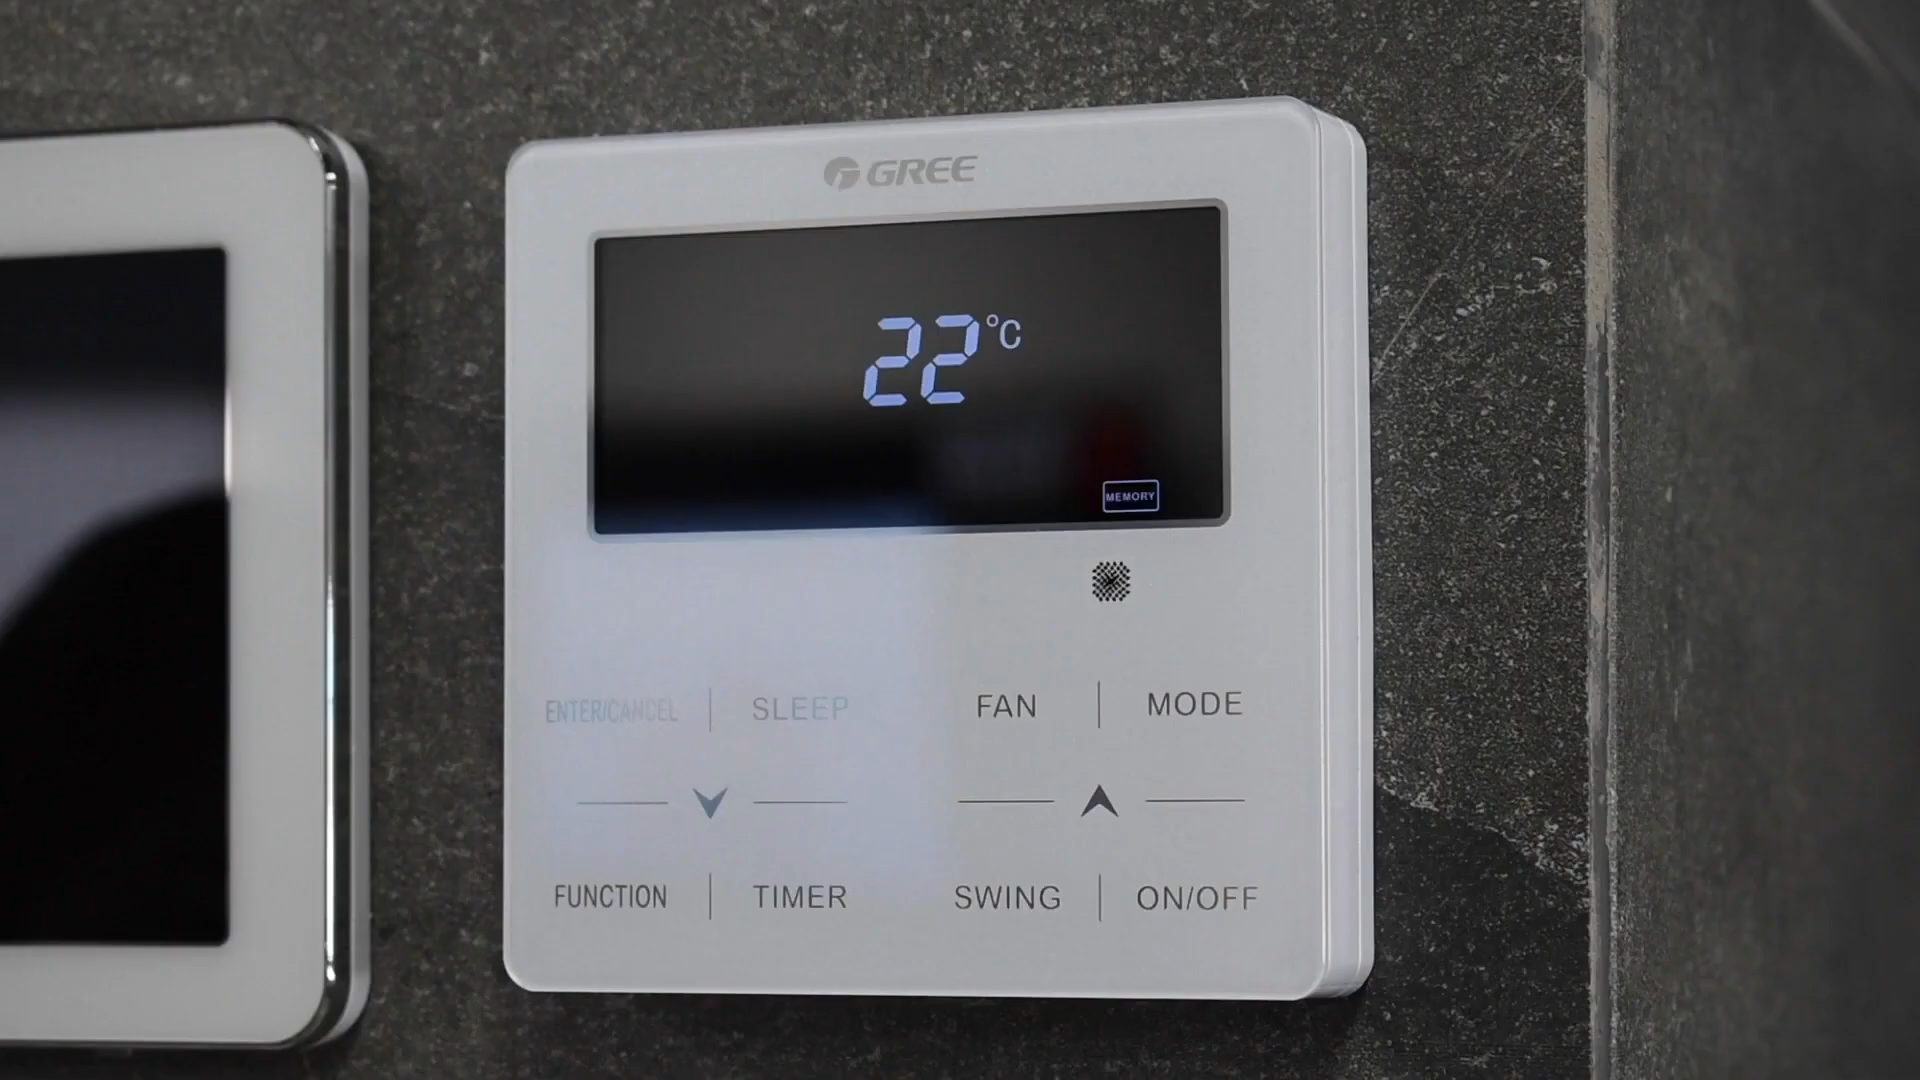 GREE
22°C
MEMORY
ENTER/CANCEL SLEEP FAN MODE
FUNCTION TIMER SWING ON/OFF